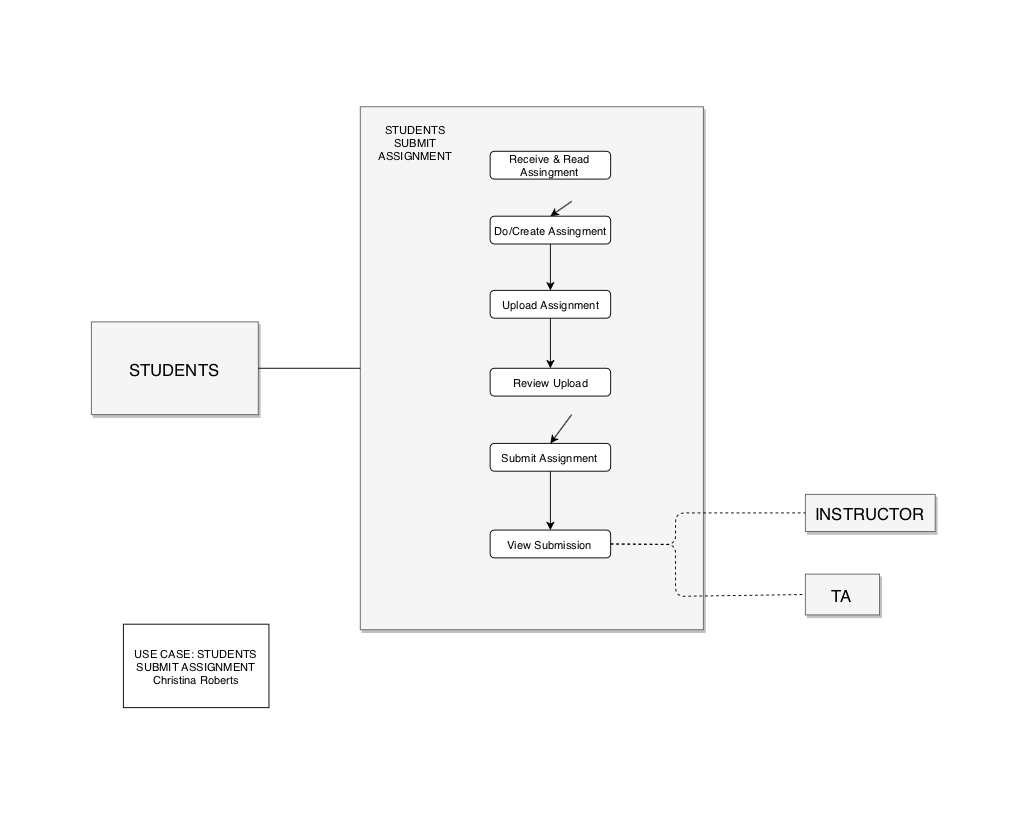 STUDENTS
SUBMIT
ASSIGNMENT
Receive & Read
Assingment
Do/Create Assingment
Upload Assignment
STUDENTS
Review Upload
Submit Assignment
INSTRUCTOR
View Submission
TA
USE CASE: STUDENTS
SUBMIT ASSIGNMENT
Christina Roberts